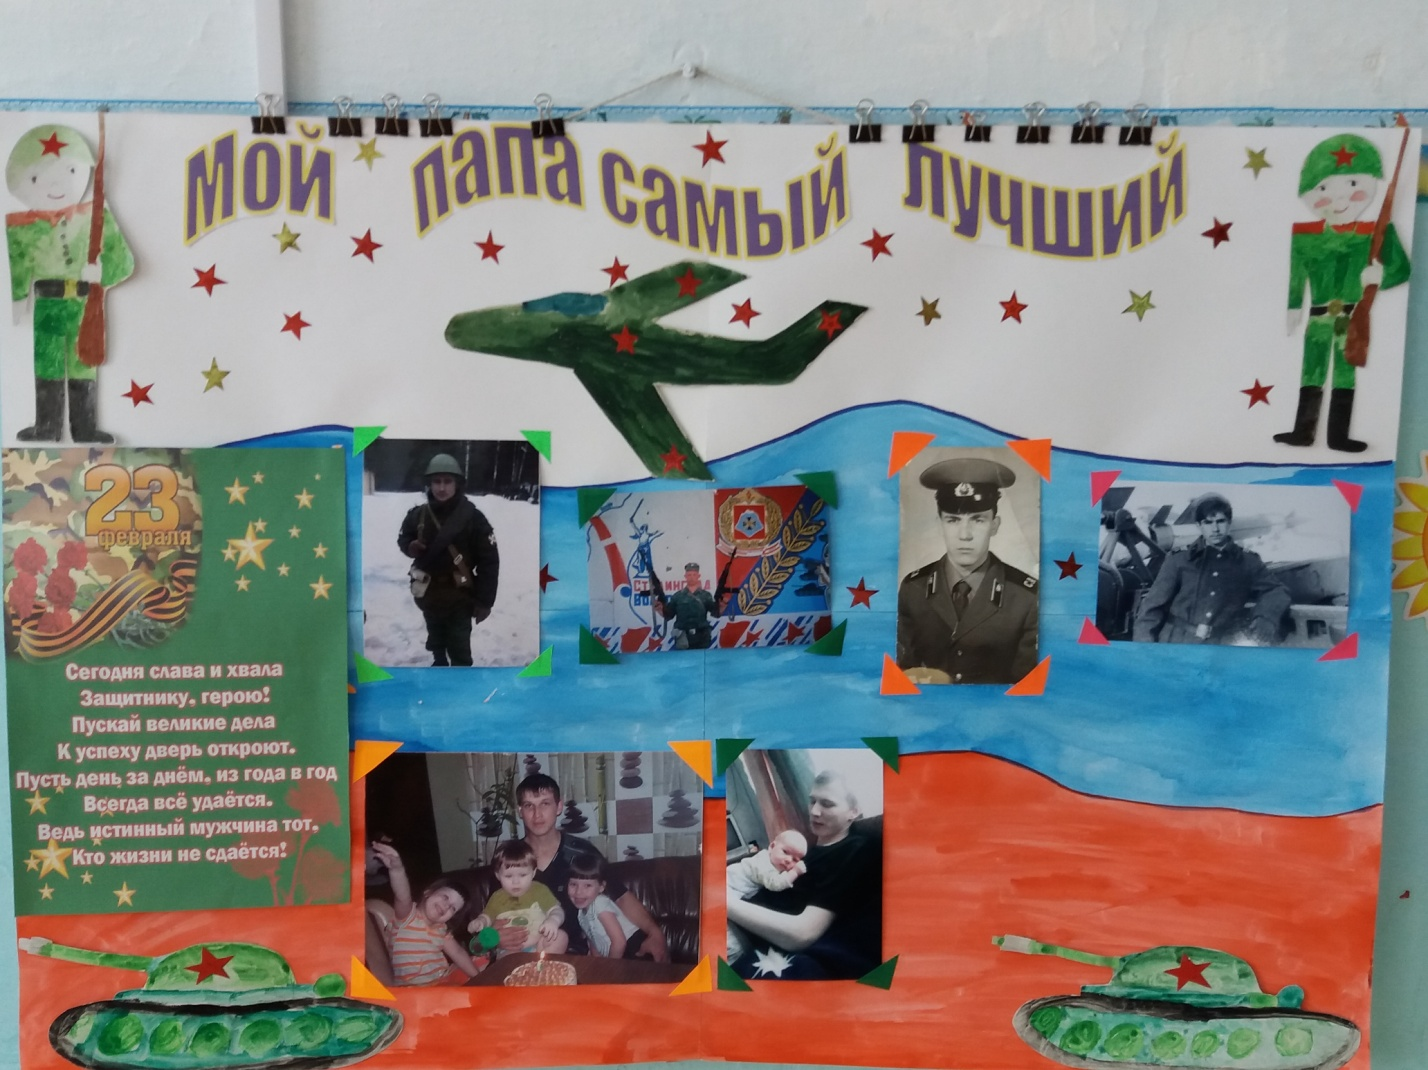 Мой папа самый лучший
23
февраля
Сегодня слава и хвала
Защитнику, герою!
Пускай великие дела
К успеху дверь откроют.
Пусть день за днём, из года в год
Всегда всё удаётся.
Ведь истинный мужчина тот,
Кто жизни не сдаётся!